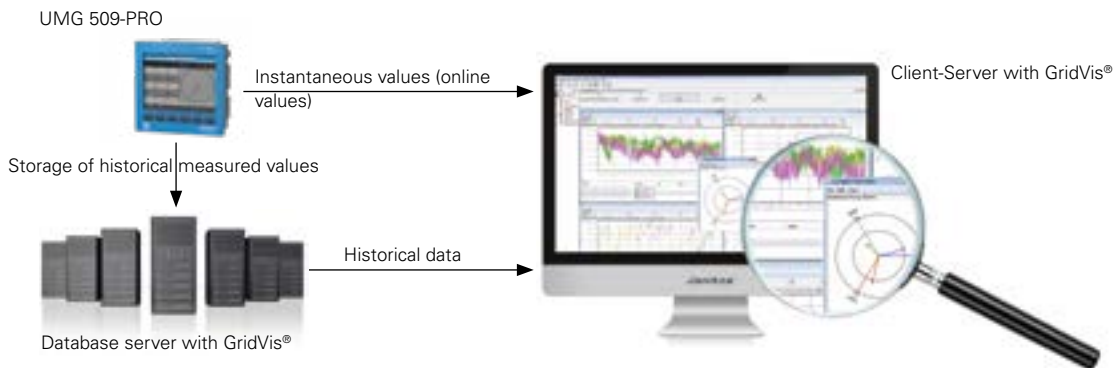 UMG 509-PRO
Instantaneous values (online
values)
Client-Server with GridVis®
Storage of historical measured values
Historical data
Database server with GridVis®
Janitza